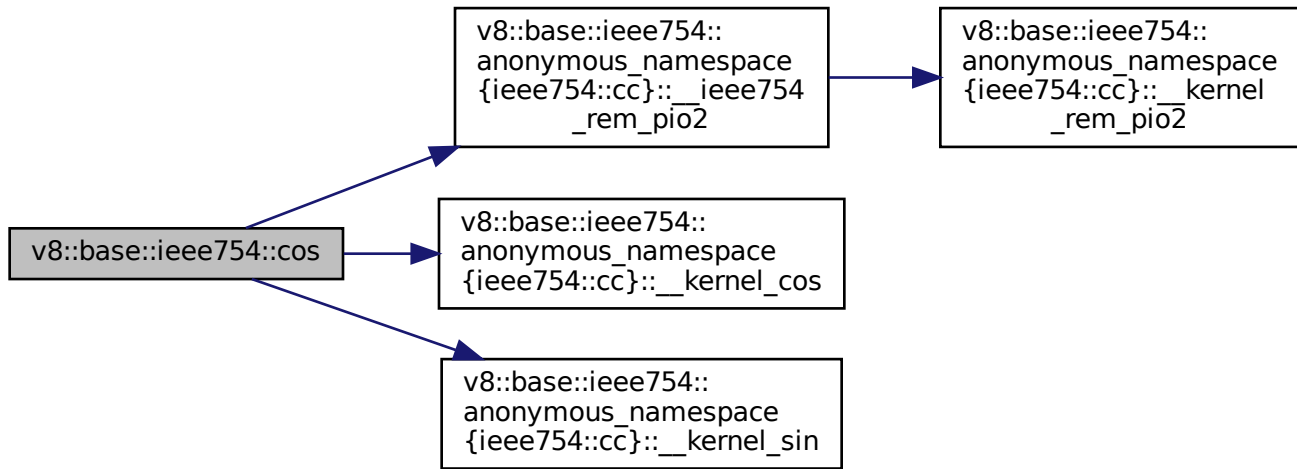 v8::base::ieee754::cos
v8::base::ieee754::
anonymous_namespace
{ieee754::cc}::__ieee754
_rem_pio2
v8::base::ieee754::
anonymous_namespace
{ieee754::cc}::__kernel
_rem_pio2
v8::base::ieee754::
anonymous_namespace
{ieee754::cc}::__kernel_cos
v8::base::ieee754::
anonymous_namespace
{ieee754::cc}::__kernel_sin